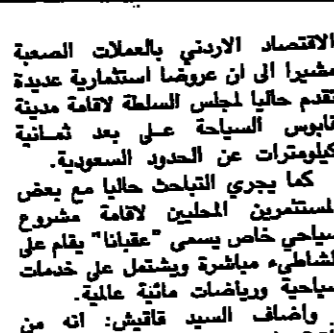 الاقتصاد الاردني بالعملات الصعبة
مشيرا الى ان عروضا استثمارية عديدة
تقدم حاليا لمجلس السلطة لاقامة مدينة
قابوس السياحة على بعد ثمانية
كيلومترات عن الحدود السعودية.
كما يجري التباحث حاليا مع بعض
المستثمرين المحليين لاقامة مشروع
سياحي خاص يسمى "عقبانا" يقام على
الشاطىء مباشرة ويشتمل على خدمات
سياحية ورياضات مائية عالية.
واضاف السيد قاقيش: انه من